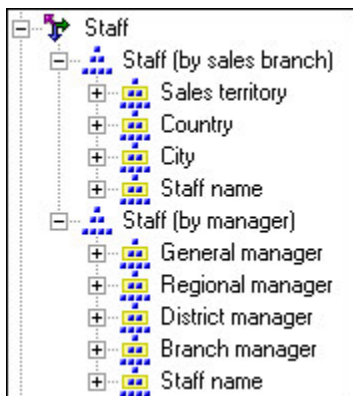 Staff
Staff (by sales branch)
Sales territory
Country
City
Staff name
Staff (by manager)
General manager
Regional manager
District manager
Branch manager
Staff name